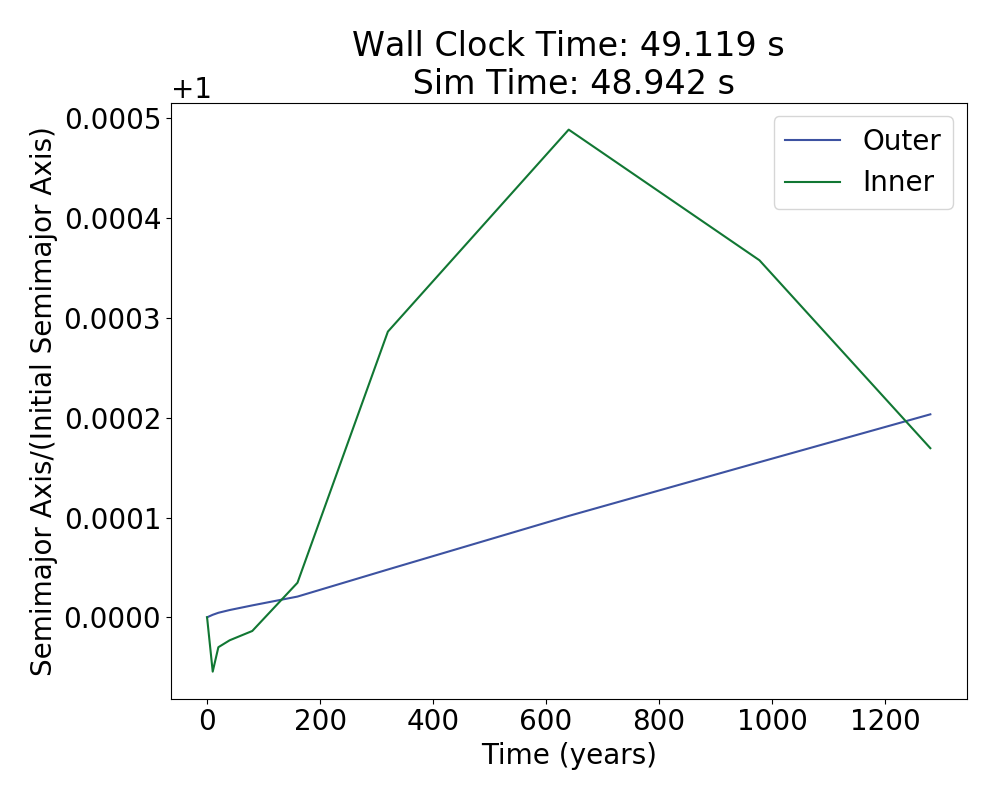 Wall Clock Time: 49.119 s
Sim Time: 48.942 s
+1
0.0005
0.0004
0.0003
0.0002
0.0001
0.0000
Semimajor Axis/(Initial Semimajor Axis)
Outer
Inner
0
200
400
600
800
1000
1200
Time (years)